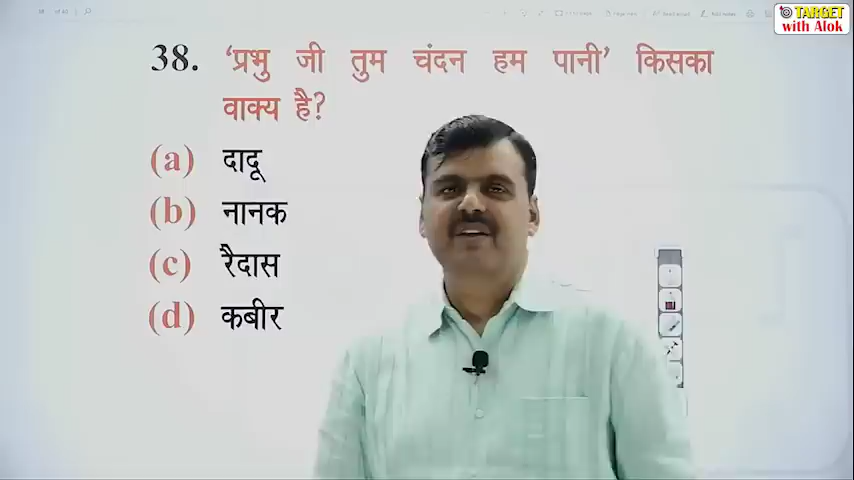 TARGET
with Alok
38. ‘प्रभु जी तुम चंदन हम पानी’ किसका
वाक्य है?
(a) दादू
(b) नानक
(c) रैदास
(d) कबीर